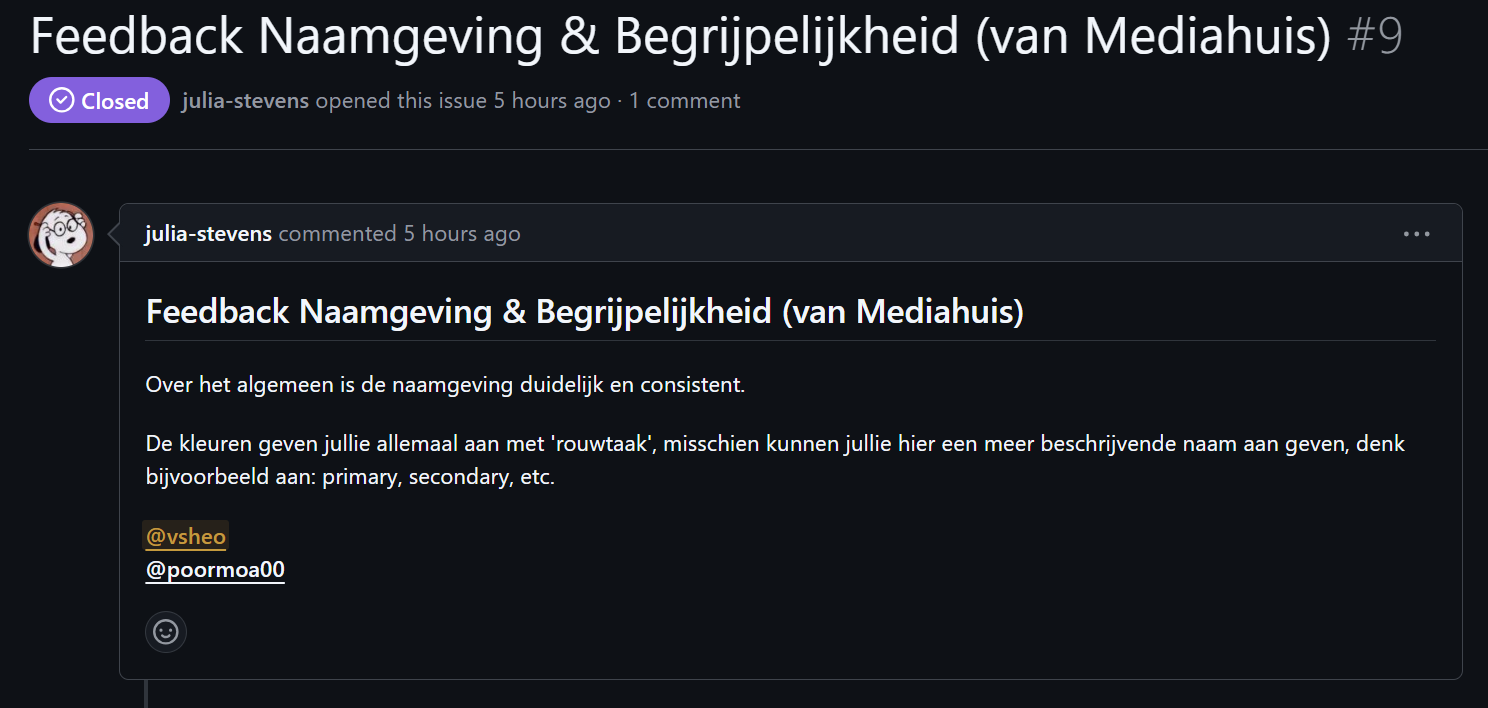 Feedback Naamgeving & Begrijpelijkheid (van Mediahuis) #9
Closed julia-stevens opened this issue 5 hours ago · 1 comment
julia-stevens commented 5 hours ago
Feedback Naamgeving & Begrijpelijkheid (van Mediahuis)
Over het algemeen is de naamgeving duidelijk en consistent.
De kleuren geven jullie allemaal aan met 'rouwtaak', misschien kunnen jullie hier een meer beschrijvende naam aan geven, denk
bijvoorbeeld aan: primary, secondary, etc.
@vsheo
@poormoa00